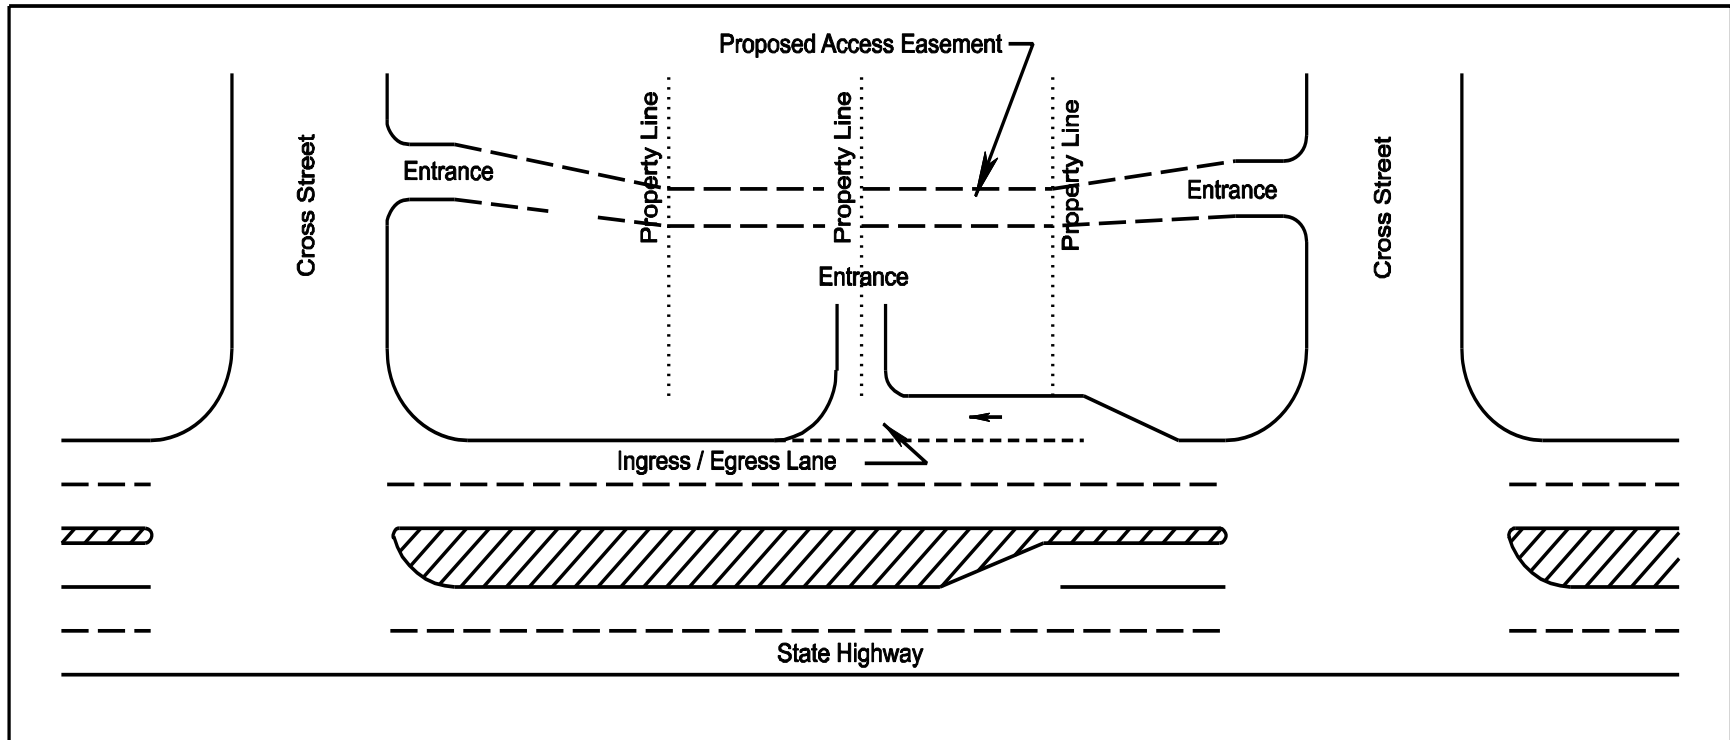 Proposed Access Easement
Property Line
Property Line
Property Line
Cross Street
Entrance
Entrance
Cross Street
Entrance
Ingress / Egress Lane
State Highway